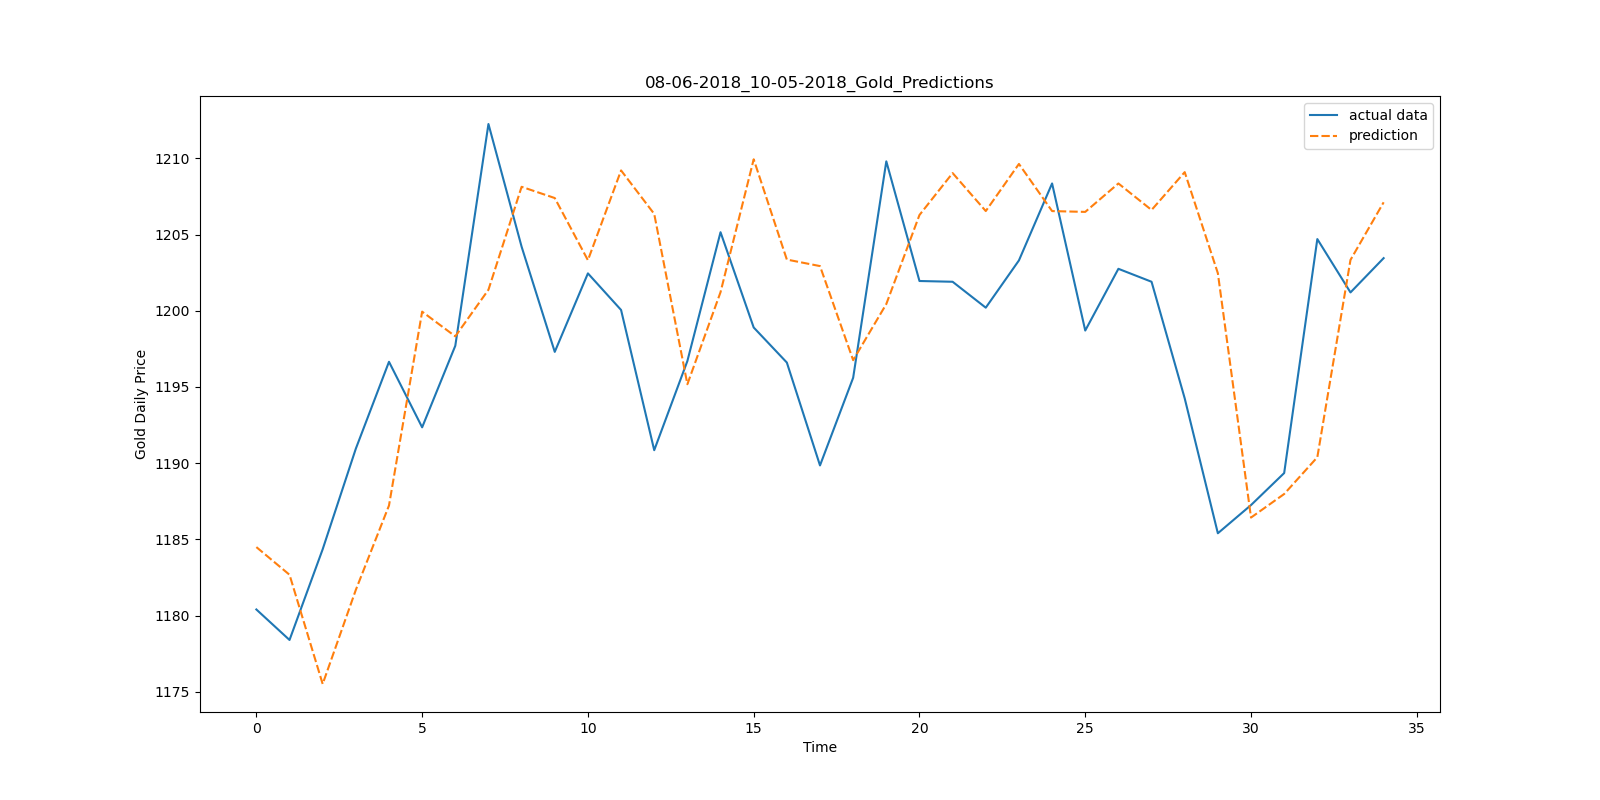 08-06-2018_10-05-2018_Gold_Predictions
actual data
prediction
1210
1205
1200
1195
1190
1185
1180
1175
Gold Daily Price
0 5 10 15 20 25 30 35
Time